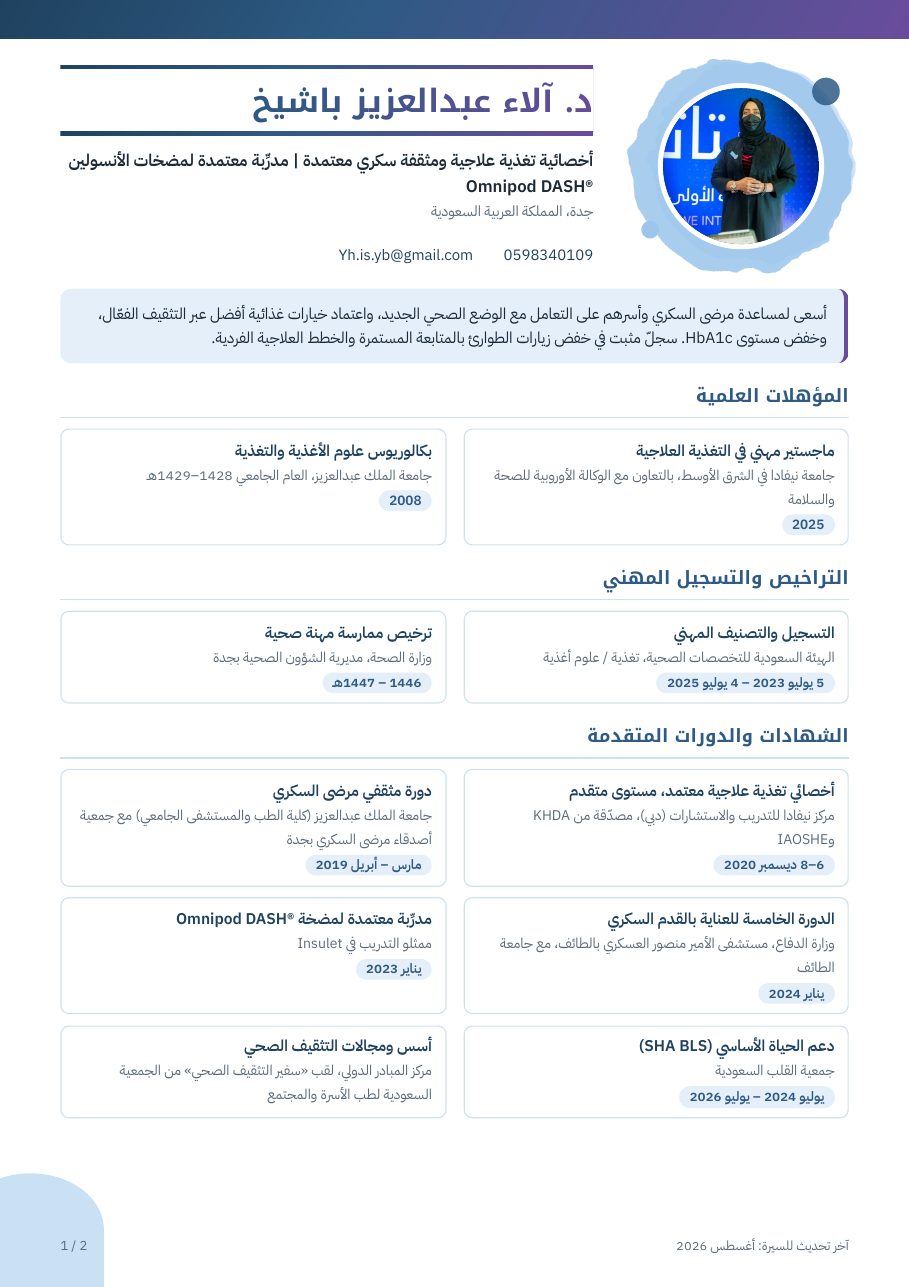 د. آلاء عبدالعزيز باشيخ
أخصائية تغذية علاجية ومثقفة سكري معتمدة | مدرِّبة معتمدة لمضخات الأنسولين
Omnipod DASH®
جدة، المملكة العربية السعودية
0598340109 Yh.is.yb@gmail.com
الأولى
WE INT
أسعى لمساعدة مرضى السكري وأسرهم على التعامل مع الوضع الصحي الجديد، واعتماد خيارات غذائية أفضل عبر التثقيف الفعّال،
وخفض مستوى HbA1c. سجلّ مثبت في خفض زيارات الطوارئ بالمتابعة المستمرة والخطط العلاجية الفردية.
المؤهلات العلمية
ماجستير مهني في التغذية العلاجية
جامعة نيفادا في الشرق الأوسط، بالتعاون مع الوكالة الأوروبية للصحة
والسلامة
2025
بكالوريوس علوم الأغذية والتغذية
جامعة الملك عبدالعزيز، العام الجامعي 1428–1429هـ
2008
التراخيص والتسجيل المهني
التسجيل والتصنيف المهني
الهيئة السعودية للتخصصات الصحية، تغذية / علوم أغذية
5 يوليو 2023 – 4 يوليو 2025
ترخيص ممارسة مهنة صحية
وزارة الصحة، مديرية الشؤون الصحية بجدة
1446 – 1447هـ
الشهادات والدورات المتقدمة
أخصائي تغذية علاجية معتمد، مستوى متقدم
مركز نيفادا للتدريب والاستشارات (دبي)، مصدّقة من KHDA
وIAOSHE
6–8 ديسمبر 2020
دورة مثقفي مرضى السكري
جامعة الملك عبدالعزيز (كلية الطب والمستشفى الجامعي) مع جمعية
أصدقاء مرضى السكري بجدة
مارس – أبريل 2019
الدورة الخامسة للعناية بالقدم السكري
وزارة الدفاع، مستشفى الأمير منصور العسكري بالطائف، مع جامعة
الطائف
يناير 2024
مدرِّبة معتمدة لمضخة Omnipod DASH®
ممثلو التدريب في Insulet
يناير 2023
دعم الحياة الأساسي (SHA BLS)
جمعية القلب السعودية
يوليو 2024 – يوليو 2026
أسس ومجالات التثقيف الصحي
مركز المبادر الدولي، لقب «سفير التثقيف الصحي» من الجمعية
السعودية لطب الأسرة والمجتمع
آخر تحديث للسيرة: أغسطس 2026
1 / 2